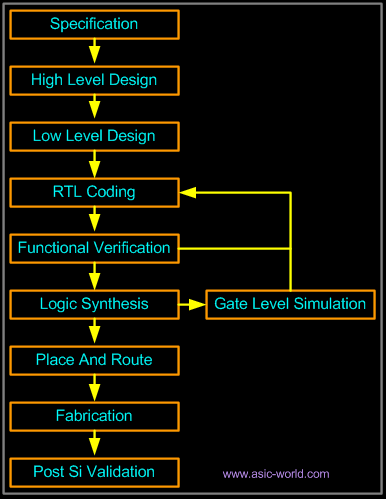 Specification
High Level Design
Low Level Design
RTL Coding
Functional Verification
Logic Synthesis
Gate Level Simulation
Place And Route
Fabrication
Post Si Validation
www.asic-world.com